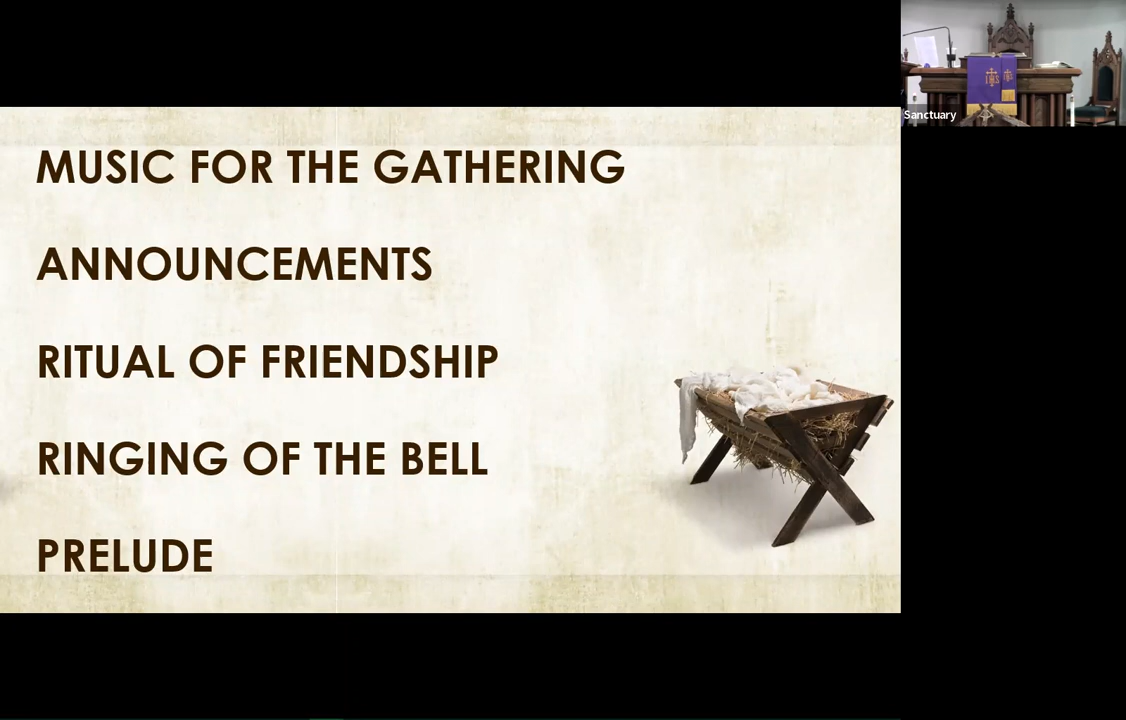 MUSIC FOR THE GATHERING
ANNOUNCEMENTS
RITUAL OF FRIENDSHIP
RINGING OF THE BELL
PRELUDE
Sanctuary